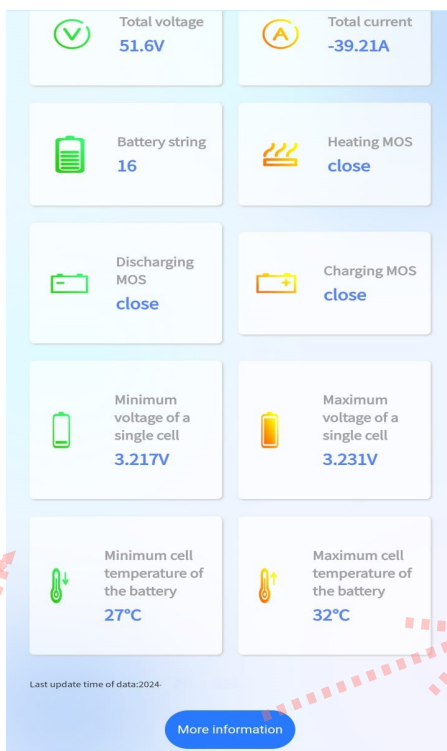 Total voltage
51.6V
Total current
-39.21A
Battery string
16
Heating MOS
close
Discharging
MOS
close
Charging MOS
close
Minimum
voltage of a
single cell
3.217V
Maximum
voltage of a
single cell
3.231V
Minimum cell
temperature of
the battery
27°C
Maximum cell
temperature of
the battery
32°C
Last update time of data:2024-
More information